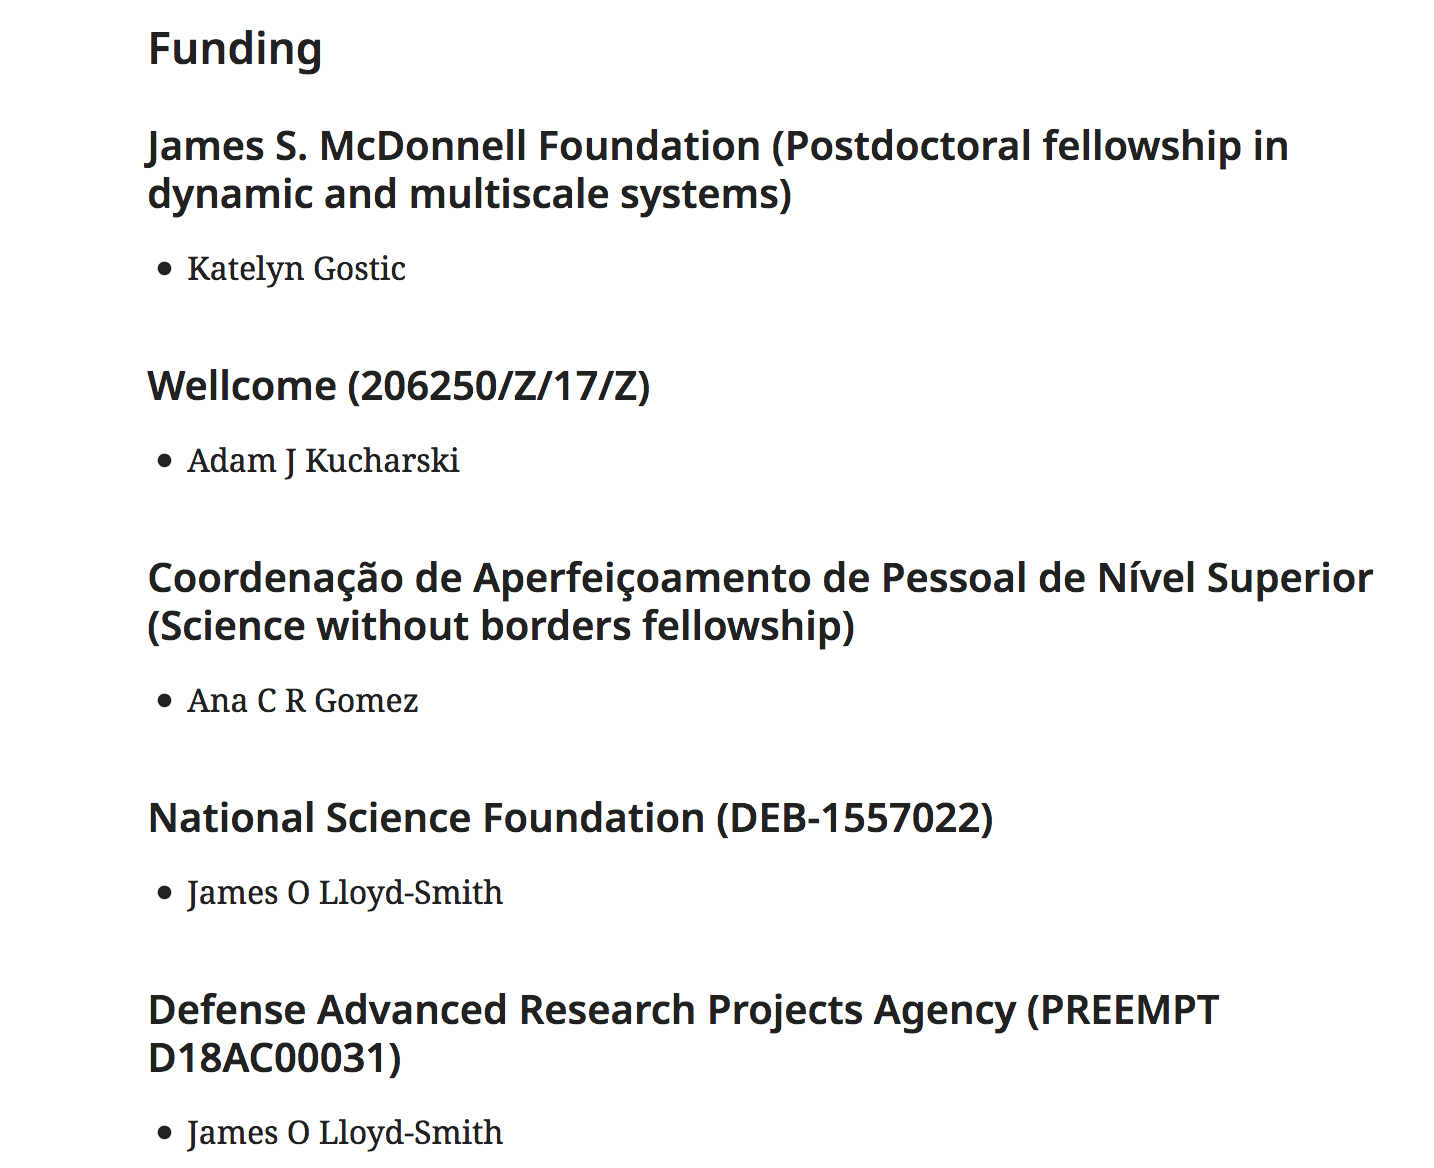 Funding
James S. McDonnell Foundation (Postdoctoral fellowship in
dynamic and multiscale systems)
• Katelyn Gostic
Wellcome (206250/Z/17/Z)
• Adam J Kucharski
Coordenação de Aperfeiçoamento de Pessoal de Nível Superior
(Science without borders fellowship)
• Ana C R Gomez
National Science Foundation (DEB-1557022)
• James O Lloyd-Smith
Defense Advanced Research Projects Agency (PREEMPT
D18AC00031)
• James O Lloyd-Smith